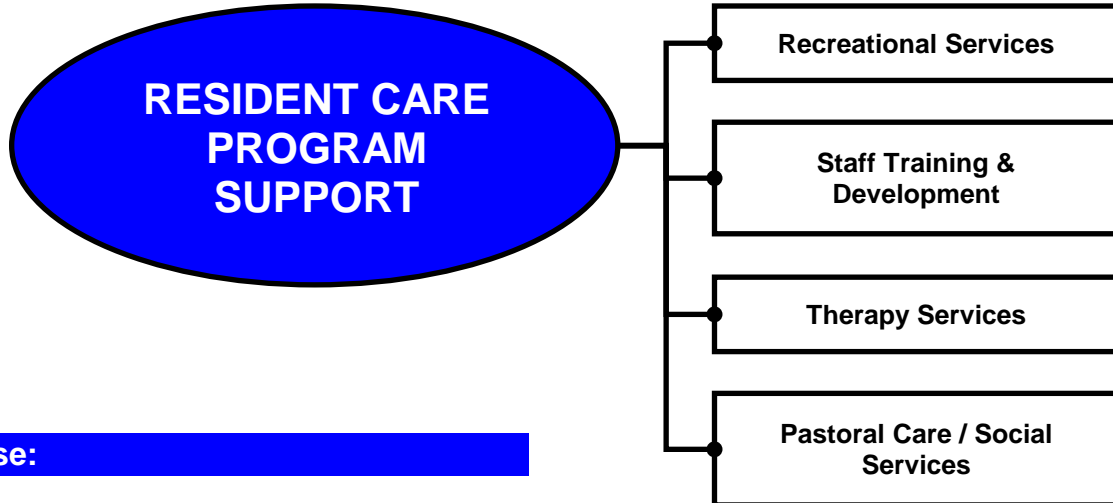 RESIDENT CARE
PROGRAM
SUPPORT
Recreational Services
Staff Training &
Development
Therapy Services
Pastoral Care / Social
Services
se: